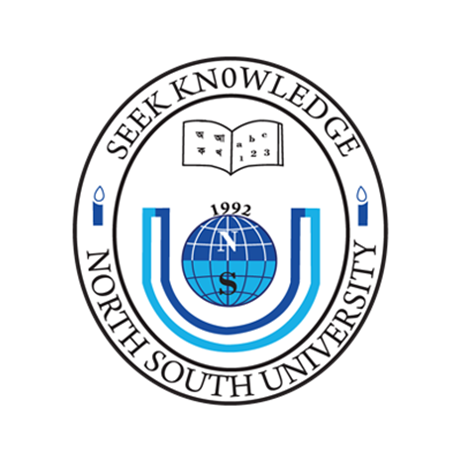 SEEK KN0WLEDGE
অ আ a b c
ক খ 1 2 3
1992
N
S
NORTH SOUTH UNIVERSITY